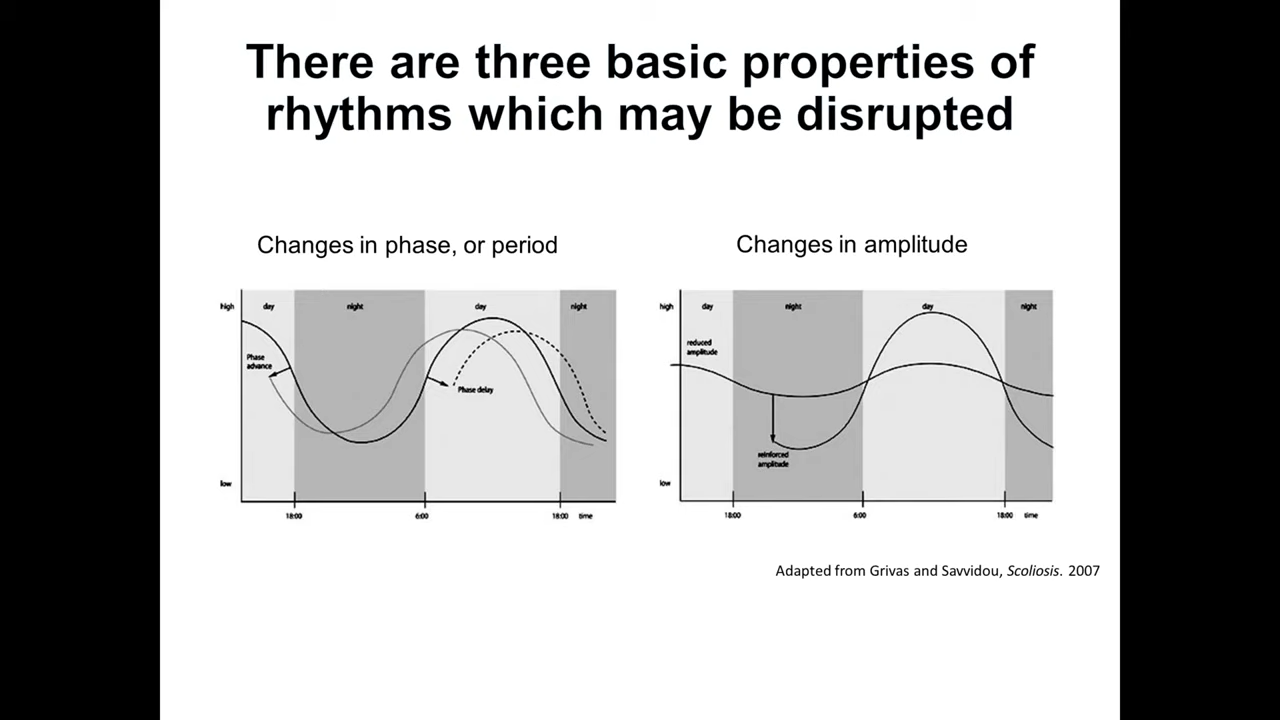 There are three basic properties of
rhythms which may be disrupted
Changes in phase, or period
high
day
night
day
night
Phase
advance
Phase delay
low
18:00
6:00
18:00
time
Changes in amplitude
high
day
night
day
night
reduced
amplitude
reinforced
amplitude
low
18:00
6:00
18:00
time
Adapted from Grivas and Savvidou, Scoliosis. 2007